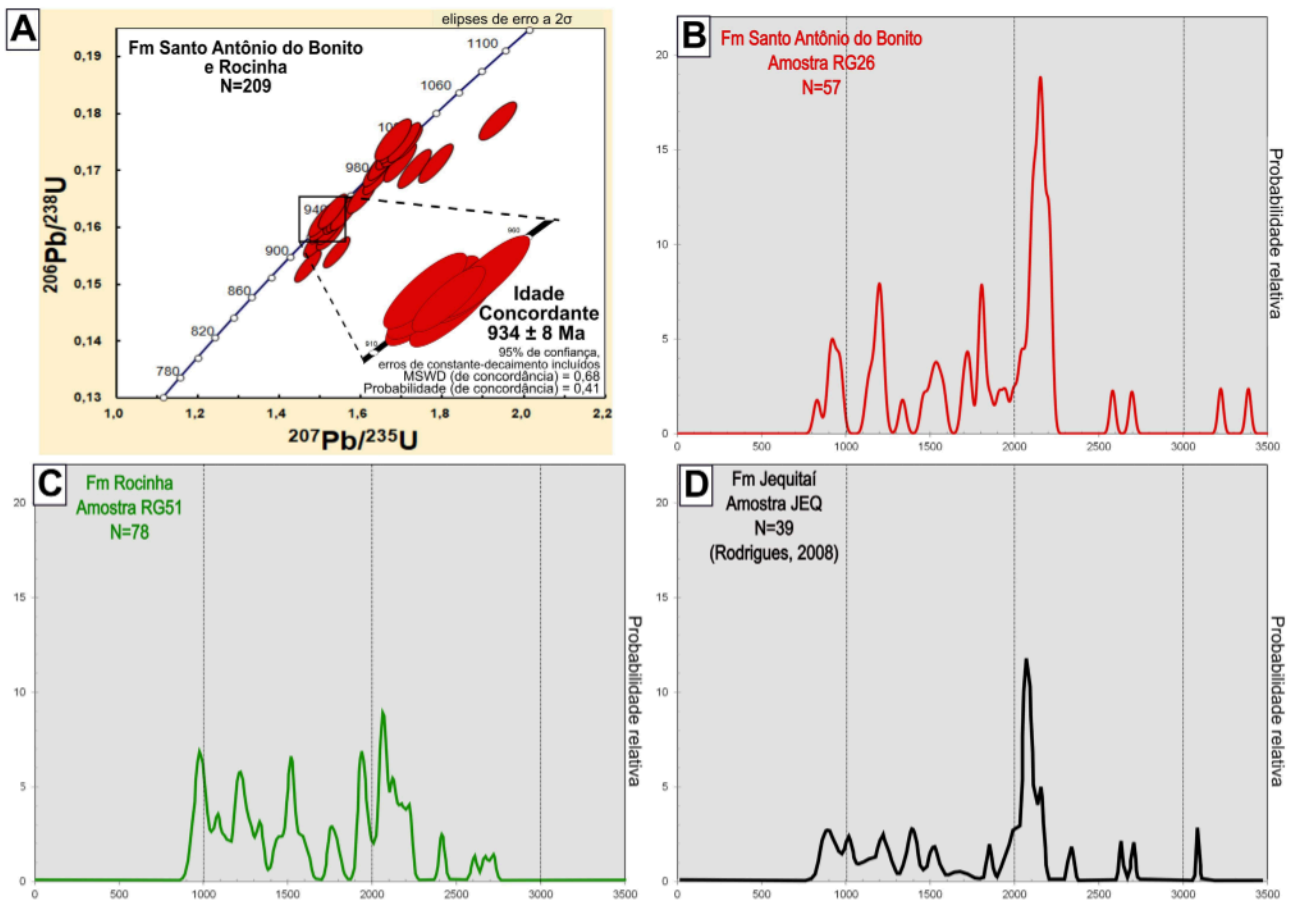 A
elipses de erro a 2σ
Fm Santo Antônio do Bonito
e Rocinha
N=209
0,19
0,18
0,17
0,16
0,15
0,14
0,13
206Pb/238U
1100
1060
980
940
900
860
820
780
960
910
Idade
Concordante
934 ± 8 Ma
95% de confiança,
erros de constante-decaimento incluídos
MSWD (de concordância) = 0,68
Probabilidade (de concordância) = 0,41
1,0 1,2 1,4 1,6 1,8 2,0 2,2
207Pb/235U
B
Fm Santo Antônio do Bonito
Amostra RG26
N=57
20
15
10
5
0
0 500 1000 1500 2000 2500 3000 3500
Probabilidade relativa
C
Fm Rocinha
Amostra RG51
N=78
20
15
10
5
0
0 500 1000 1500 2000 2500 3000 3500
Probabilidade relativa
D
Fm Jequitaí
Amostra JEQ
N=39
(Rodrigues, 2008)
20
15
10
5
0
0 500 1000 1500 2000 2500 3000 3500
Probabilidade relativa